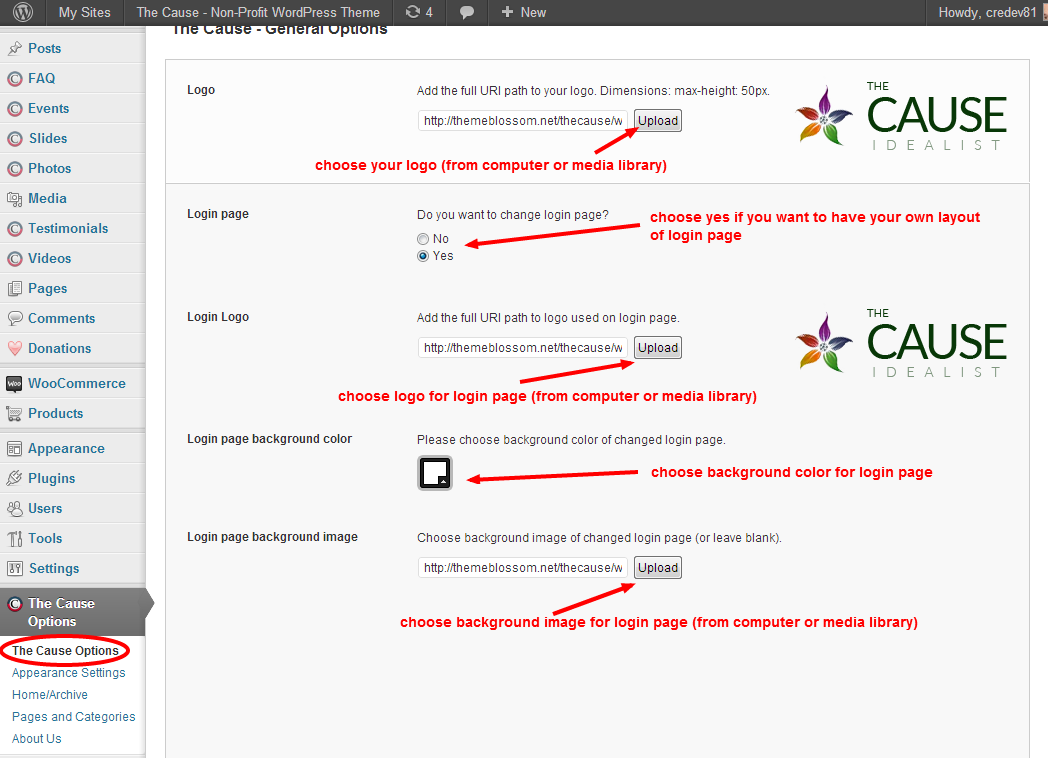 My Sites
The Cause - Non-Profit WordPress Theme
4
New
Howdy, credev81
Posts
FAQ
Events
Slides
Photos
Media
Testimonials
Videos
Pages
Comments
Donations
Woo
WooCommerce
Products
Appearance
Plugins
Users
Tools
Settings
The Cause
Options
The Cause Options
Appearance Settings
Home/Archive
Pages and Categories
About Us
The Cause - General Options
Logo
Add the full URI path to your logo. Dimensions: max-height: 50px.
http://themeblossom.net/thecause/w
Upload
choose your logo (from computer or media library)
THE
CAUSE
IDEALIST
Login page
Do you want to change login page?
No
Yes
choose yes if you want to have your own layout
of login page
Login Logo
Add the full URI path to logo used on login page.
http://themeblossom.net/thecause/w
Upload
choose logo for login page (from computer or media library)
THE
CAUSE
IDEALIST
Login page background color
Please choose background color of changed login page.
choose background color for login page
Login page background image
Choose background image of changed login page (or leave blank).
http://themeblossom.net/thecause/w
Upload
choose background image for login page (from computer or media library)